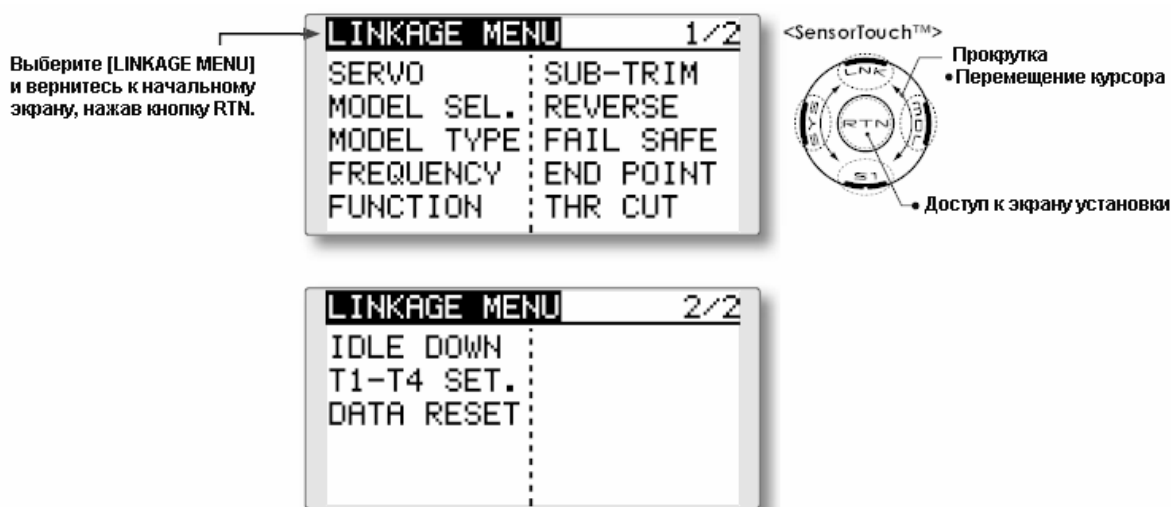 Выберите [LINKAGE MENU]
и вернитесь к начальному
экрану, нажав кнопку RTN.
LINKAGE MENU 1/2
SERVO SUB-TRIM
MODEL SEL. REVERSE
MODEL TYPE FAIL SAFE
FREQUENCY END POINT
FUNCTION THR CUT
<SensorTouch™>
Прокрутка
•Перемещение курсора
LNK
SYS
RTN
MDL
S1
• Доступ к экрану установки
LINKAGE MENU 2/2
IDLE DOWN
T1-T4 SET.
DATA RESET